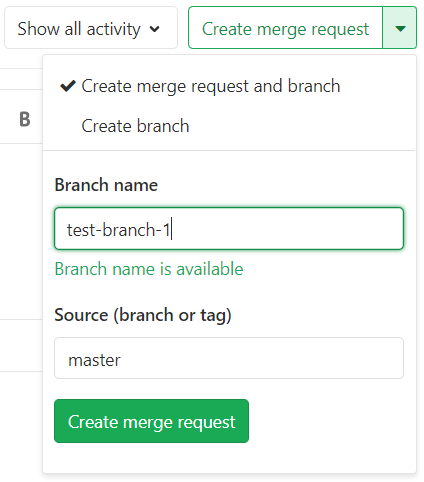 Show all activity
Create merge request
Create merge request and branch
Create branch
B
Branch name
test-branch-1
Branch name is available
Source (branch or tag)
master
Create merge request